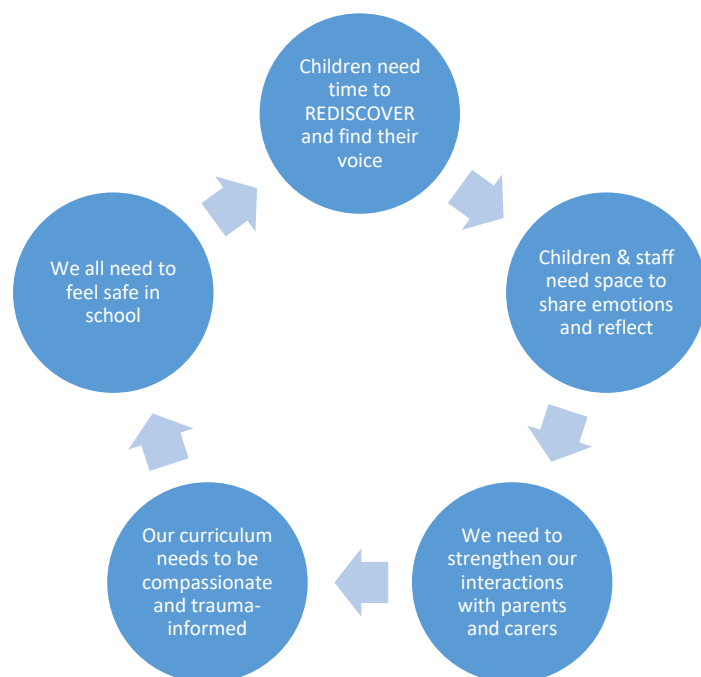 Children need
time to
REDISCOVER
and find their
voice
Children & staff
need space to
share emotions
and reflect
We need to
strengthen our
interactions
with parents
and carers
Our curriculum
needs to be
compassionate
and trauma-
informed
We all need to
feel safe in
school